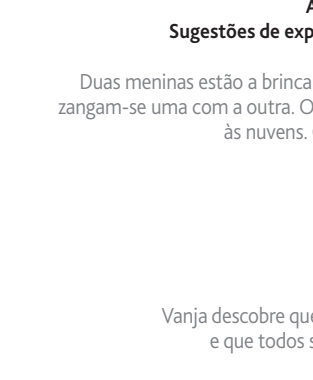 Sugestões de exp
Duas meninas estão a brinca
zangam-se uma com a outra. O
às nuvens.
Vanja descobre que
e que todos s